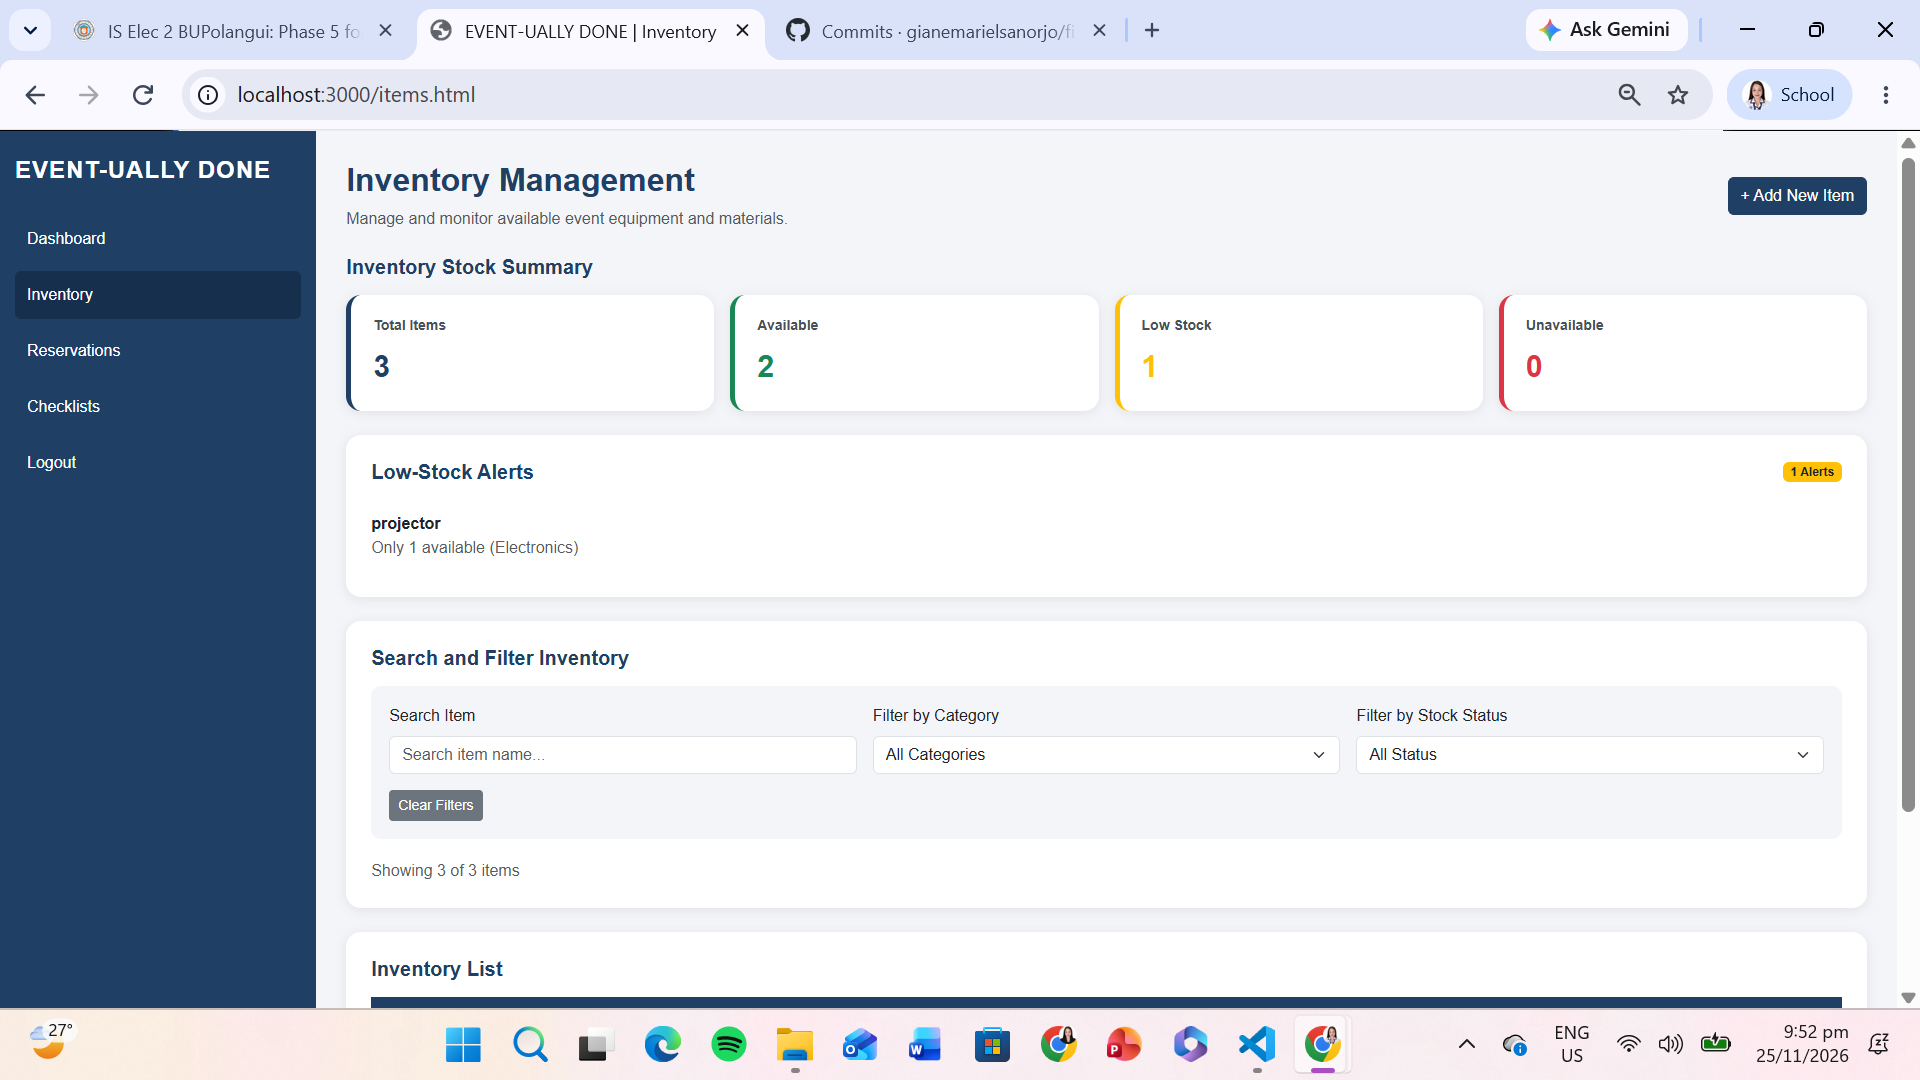 IS Elec 2 BUPolangui: Phase 5 fo
EVENT-UALLY DONE | Inventory
Commits · gianemarielsanorjo/fi
Ask Gemini
localhost:3000/items.html
School
EVENT-UALLY DONE
Dashboard
Inventory
Reservations
Checklists
Logout
Inventory Management
Manage and monitor available event equipment and materials.
+ Add New Item
Inventory Stock Summary
Total Items
3
Available
2
Low Stock
1
Unavailable
0
Low-Stock Alerts
1 Alerts
projector
Only 1 available (Electronics)
Search and Filter Inventory
Search Item
Search item name...
Filter by Category
All Categories
Filter by Stock Status
All Status
Clear Filters
Showing 3 of 3 items
Inventory List
27°
ENG
US
9:52 pm
25/11/2026